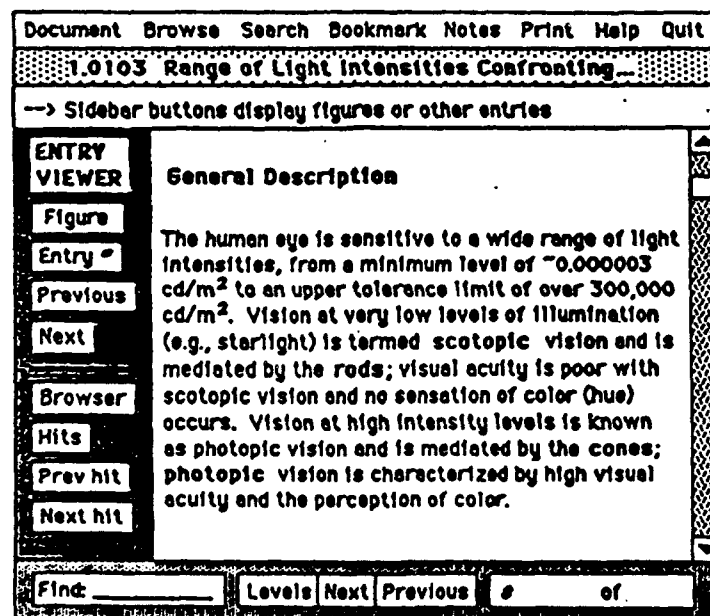 Document Browse Search Bookmark Notes Print Help Quit
1.0103 Range of Light Intensities Confronting...
--> Sidebar buttons display figures or other entries
ENTRY
VIEWER
Figure
Entry #
Previous
Next
Browser
Hits
Prev hit
Next hit
General Description
The human eye is sensitive to a wide range of light
intensities, from a minimum level of ~0.000003
cd/m² to an upper tolerance limit of over 300,000
cd/m². Vision at very low levels of illumination
(e.g., starlight) is termed scotopic vision and is
mediated by the rods; visual acuity is poor with
scotopic vision and no sensation of color (hue)
occurs. Vision at high intensity levels is known
as photopic vision and is mediated by the cones;
photopic vision is characterized by high visual
acuity and the perception of color.
Find: Levels Next Previous # of